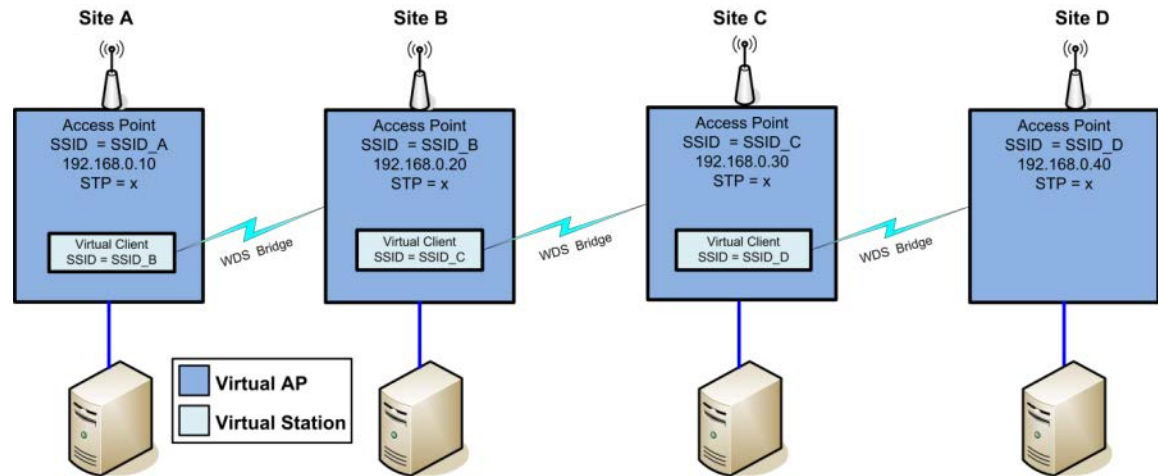 Site A
Site B
Site C
Site D
Access Point
SSID = SSID_A
192.168.0.10
STP = x
Virtual Client
SSID = SSID_B
WDS Bridge
Access Point
SSID = SSID_B
192.168.0.20
STP = x
Virtual Client
SSID = SSID_C
WDS Bridge
Access Point
SSID = SSID_C
192.168.0.30
STP = x
Virtual Client
SSID = SSID_D
WDS Bridge
Access Point
SSID = SSID_D
192.168.0.40
STP = x
Virtual AP
Virtual Station